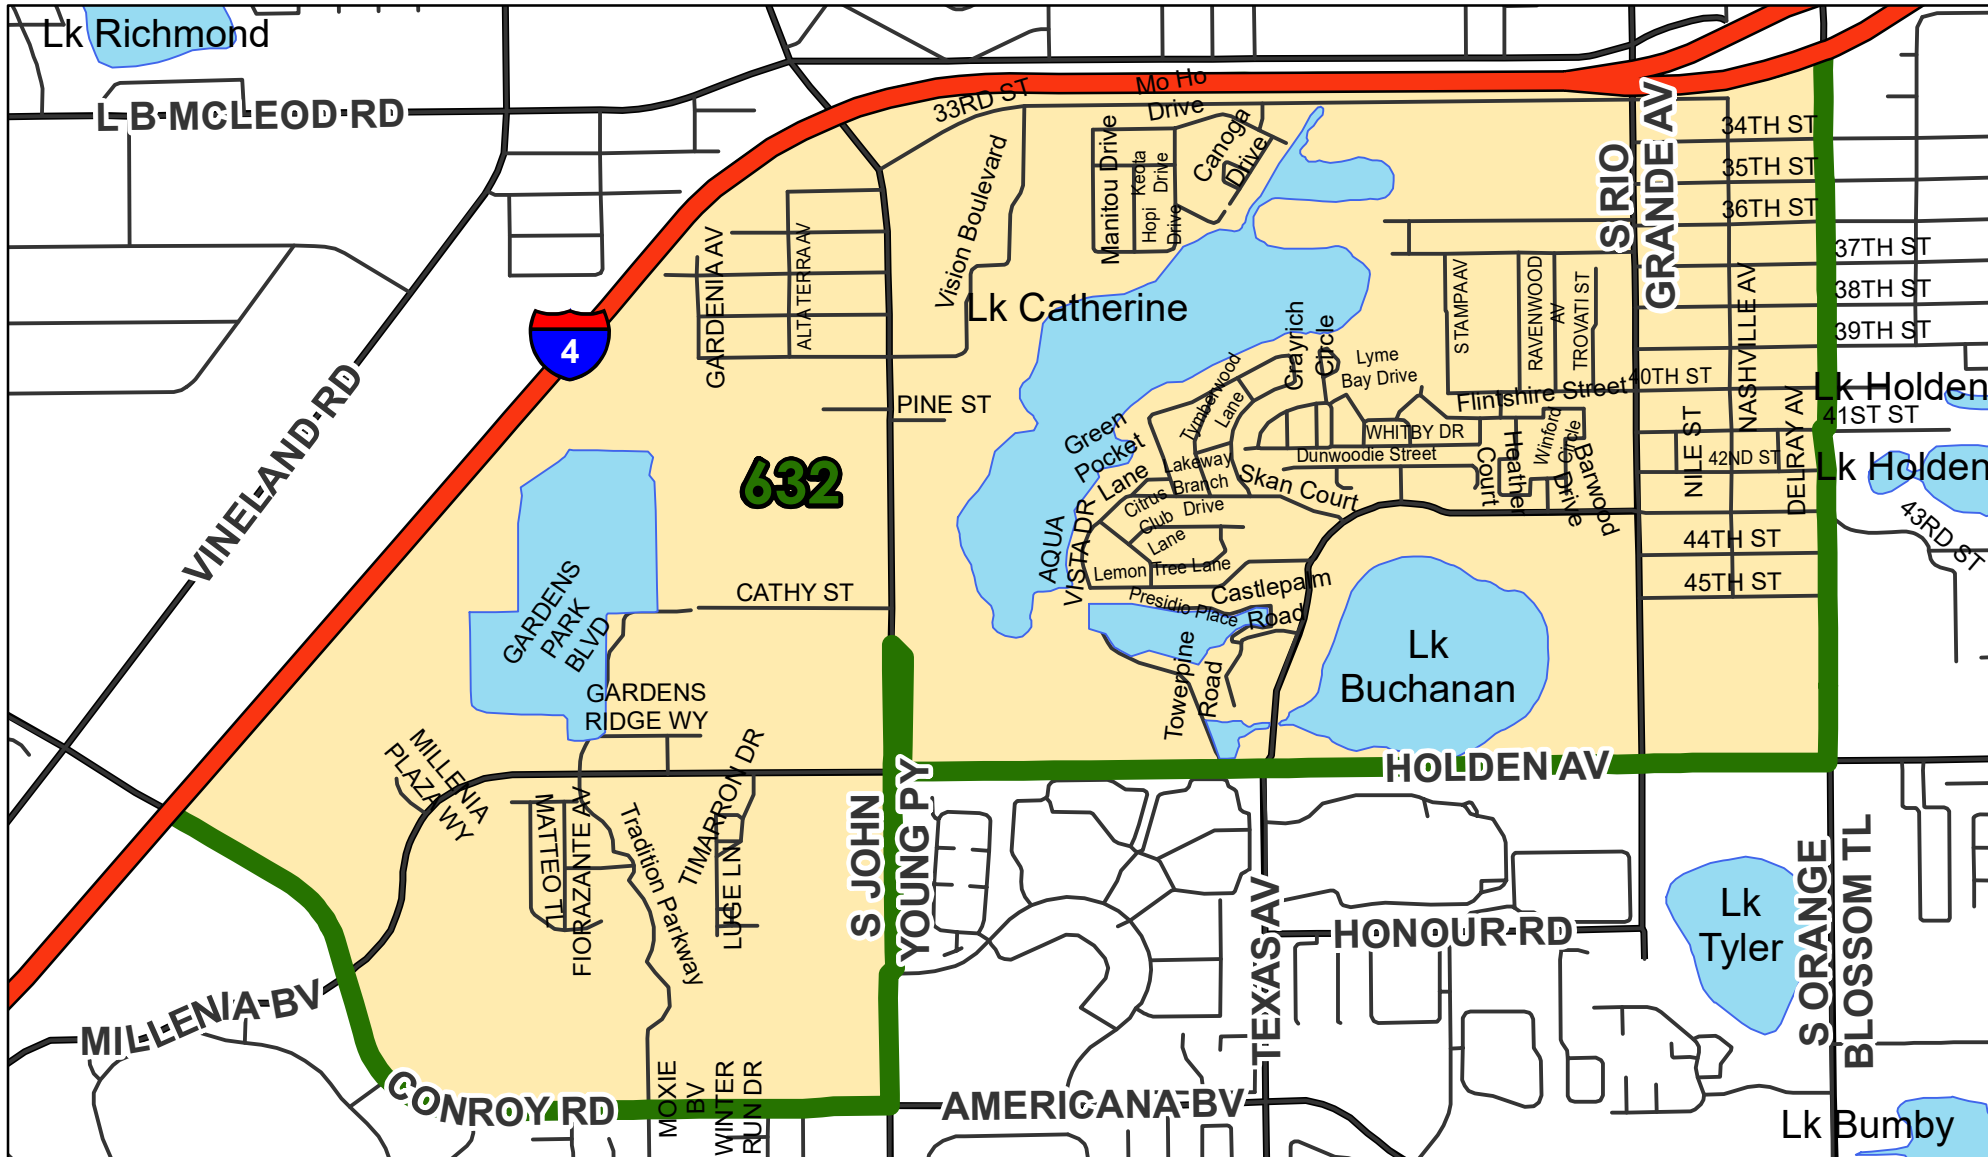 Lk Richmond
L B MCLEOD RD
33RD ST
Mo Ho
Drive
Manitou Drive
Keota
Drive
Hopi
Drive
Canoga
Drive
Vision Boulevard
S RIO
GRANDE AV
34TH ST
35TH ST
36TH ST
37TH ST
38TH ST
39TH ST
40TH ST
41ST ST
42ND ST
43RD ST
44TH ST
45TH ST
GARDENIA AV
ALTATERRA AV
Lk Catherine
4
VINELAND RD
PINE ST
632
Grayrich
Circle
Lyme
Bay Drive
S TAMPA AV
RAVENWOOD
AV
TROVATI ST
NASHVILLE AV
NILE ST
DELRAY AV
Lk Holden
Lk Holden
Flintshire Street
Tymberwood
Lane
Green
Pocket
Lane
WHITBY DR
Dunwoodie Street
Lakeway
Branch
Drive
Skan Court
Court
Heather
Winford
Circle
Barwood
Drive
Citrus
Club
Lane
AQUA
VISTA DR
Lemon Tree Lane
Castlepalm
Road
Presidio Place
Towerpine
Road
Lk
Buchanan
CATHY ST
GARDENS
PARK
BLVD
GARDENS
RIDGE WY
MILLENIA
PLAZA WY
MATTEO TL
FIORAZANTE AV
Tradition Parkway
TIMARRON DR
LUGE LN
S JOHN
YOUNG PY
HOLDEN AV
TEXAS AV
HONOUR RD
Lk
Tyler
S ORANGE
BLOSSOM TL
MILLENIA BV
CONROY RD
MOXIE
BV
WINTER
RUN DR
AMERICANA BV
Lk Bumby